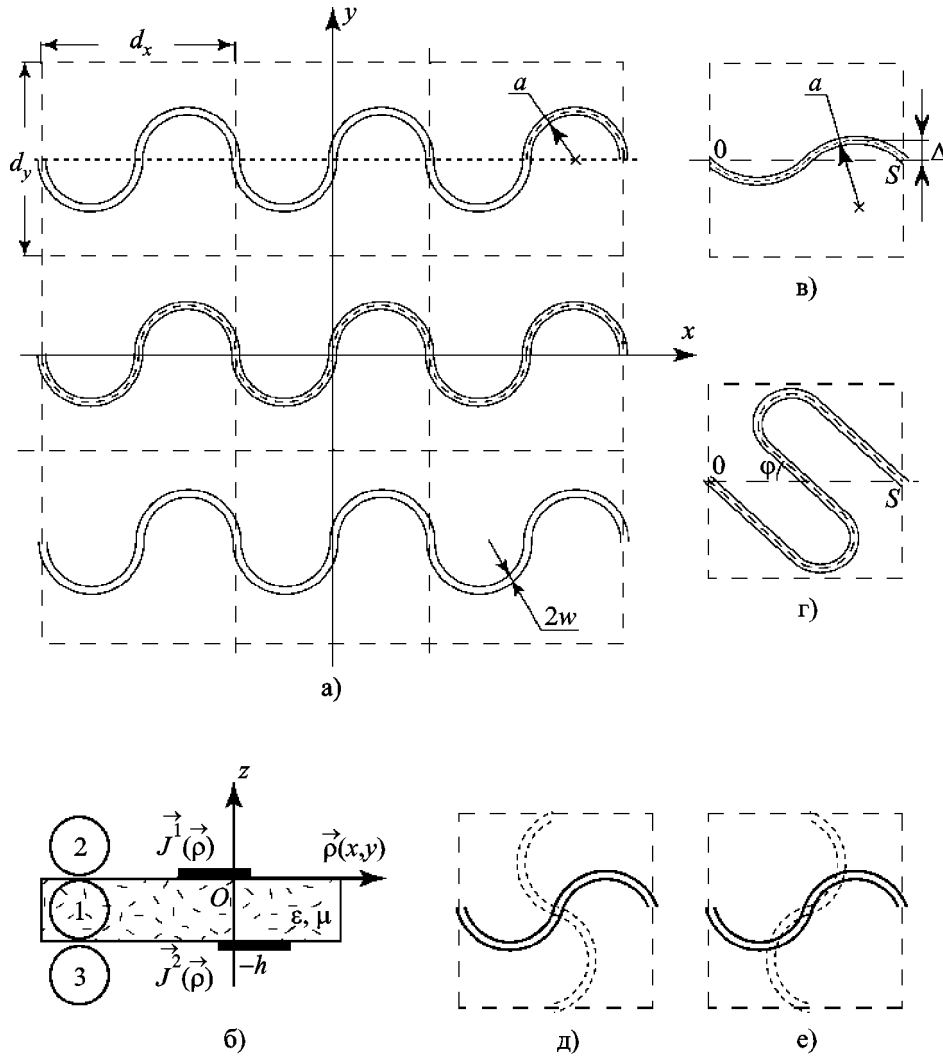 y
d_x
a
d_y
x
2w
а)
a
0
S
Δ
в)
φ
0
S
г)
z
2
J⃗¹(ρ⃗)
ρ⃗(x,y)
1
O
ε, μ
3
J⃗²(ρ⃗)
−h
б)
д)
е)